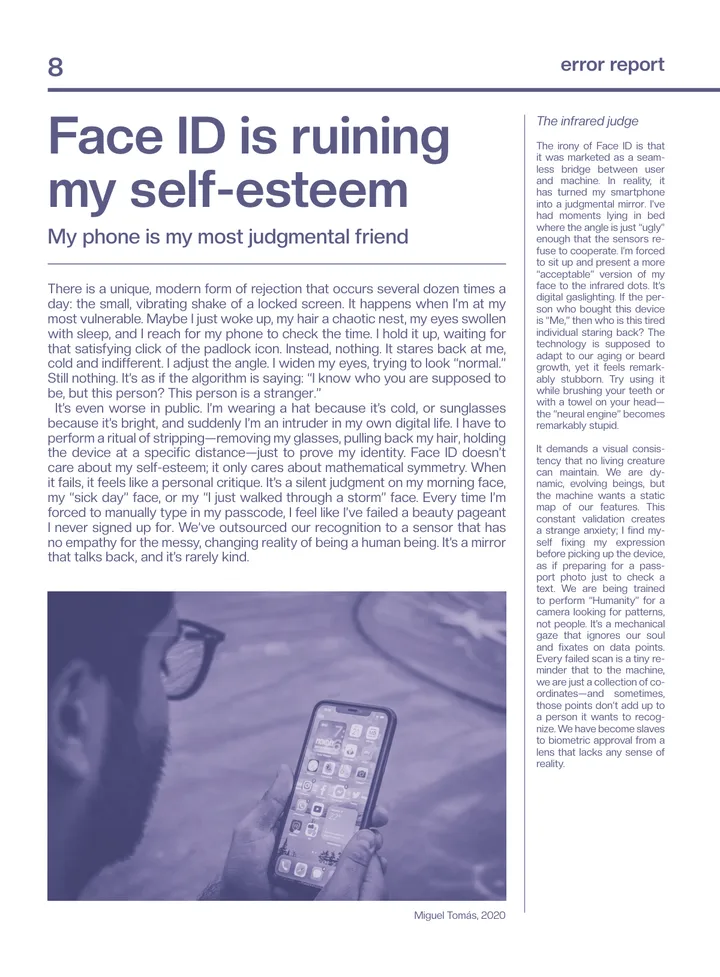 8
error report
Face ID is ruining
my self-esteem
My phone is my most judgmental friend
There is a unique, modern form of rejection that occurs several dozen times a
day: the small, vibrating shake of a locked screen. It happens when I'm at my
most vulnerable. Maybe I just woke up, my hair a chaotic nest, my eyes swollen
with sleep, and I reach for my phone to check the time. I hold it up, waiting for
that satisfying click of the padlock icon. Instead, nothing. It stares back at me,
cold and indifferent. I adjust the angle. I widen my eyes, trying to look “normal.”
Still nothing. It's as if the algorithm is saying: “I know who you are supposed to
be, but this person? This person is a stranger.”
It's even worse in public. I'm wearing a hat because it's cold, or sunglasses
because it's bright, and suddenly I'm an intruder in my own digital life. I have to
perform a ritual of stripping—removing my glasses, pulling back my hair, holding
the device at a specific distance—just to prove my identity. Face ID doesn't
care about my self-esteem; it only cares about mathematical symmetry. When
it fails, it feels like a personal critique. It's a silent judgment on my morning face,
my “sick day” face, or my “I just walked through a storm” face. Every time I'm
forced to manually type in my passcode, I feel like I've failed a beauty pageant
I never signed up for. We've outsourced our recognition to a sensor that has
no empathy for the messy, changing reality of being a human being. It's a mirror
that talks back, and it's rarely kind.
Miguel Tomás, 2020
The infrared judge
The irony of Face ID is that
it was marketed as a seam-
less bridge between user
and machine. In reality, it
has turned my smartphone
into a judgmental mirror. I've
had moments lying in bed
where the angle is just “ugly”
enough that the sensors re-
fuse to cooperate. I'm forced
to sit up and present a more
“acceptable” version of my
face to the infrared dots. It's
digital gaslighting. If the per-
son who bought this device
is “Me,” then who is this tired
individual staring back? The
technology is supposed to
adapt to our aging or beard
growth, yet it feels remark-
ably stubborn. Try using it
while brushing your teeth or
with a towel on your head—
the “neural engine” becomes
remarkably stupid.
It demands a visual consis-
tency that no living creature
can maintain. We are dy-
namic, evolving beings, but
the machine wants a static
map of our features. This
constant validation creates
a strange anxiety; I find my-
self fixing my expression
before picking up the device,
as if preparing for a pass-
port photo just to check a
text. We are being trained
to perform “Humanity” for a
camera looking for patterns,
not people. It's a mechanical
gaze that ignores our soul
and fixates on data points.
Every failed scan is a tiny re-
minder that to the machine,
we are just a collection of co-
ordinates—and sometimes,
those points don't add up to
a person it wants to recog-
nize. We have become slaves
to biometric approval from a
lens that lacks any sense of
reality.